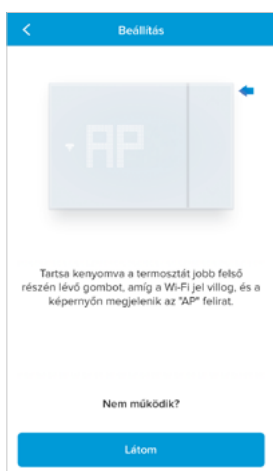 Beállítás
AP
Tartsa kenyomva a termosztát jobb felső
részén lévő gombot, amíg a Wi-Fi jel villog, és a
képernyőn megjelenik az "AP" felirat.
Nem működik?
Látom